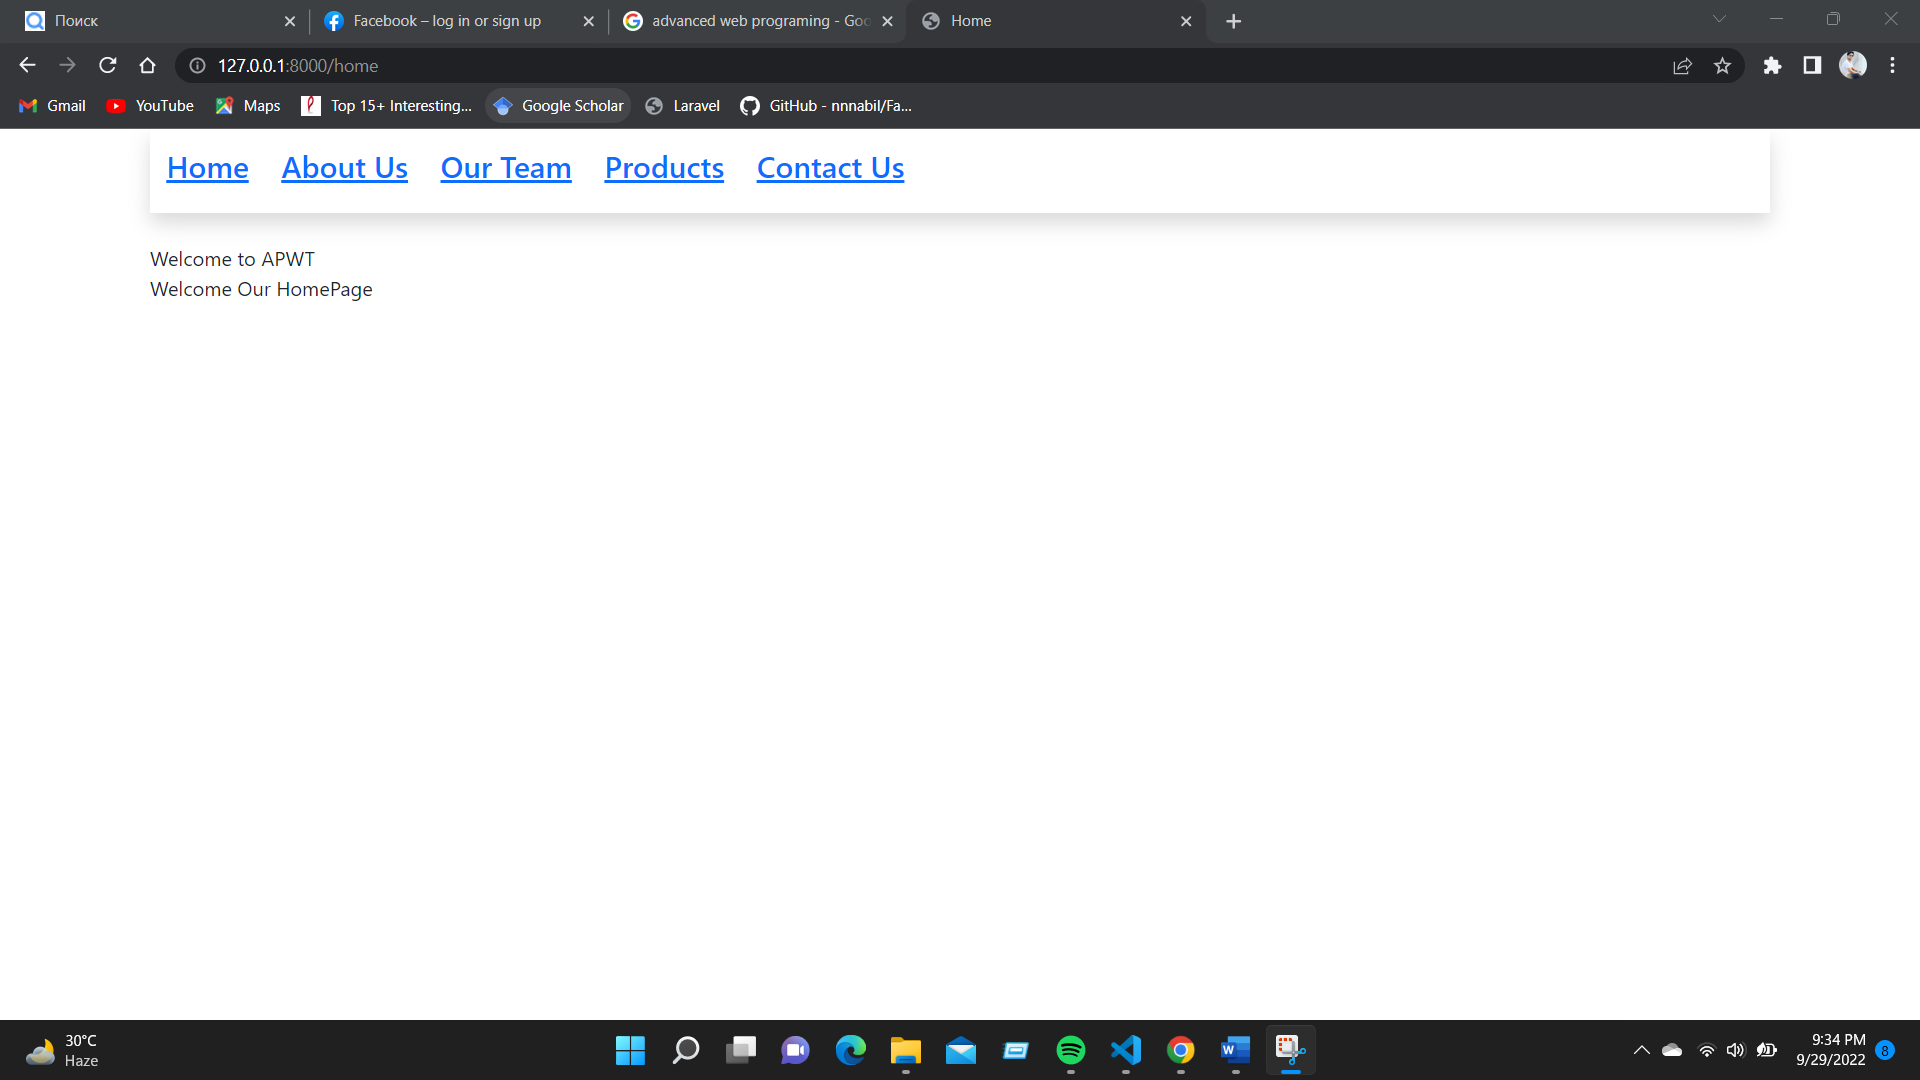 Поиск
Facebook – log in or sign up
advanced web programing - Goo
Home
127.0.0.1:8000/home
Gmail
YouTube
Maps
Top 15+ Interesting...
Google Scholar
Laravel
GitHub - nnnabil/Fa...
Home About Us Our Team Products Contact Us
Welcome to APWT
Welcome Our HomePage
30°C
Haze
9:34 PM
9/29/2022
8